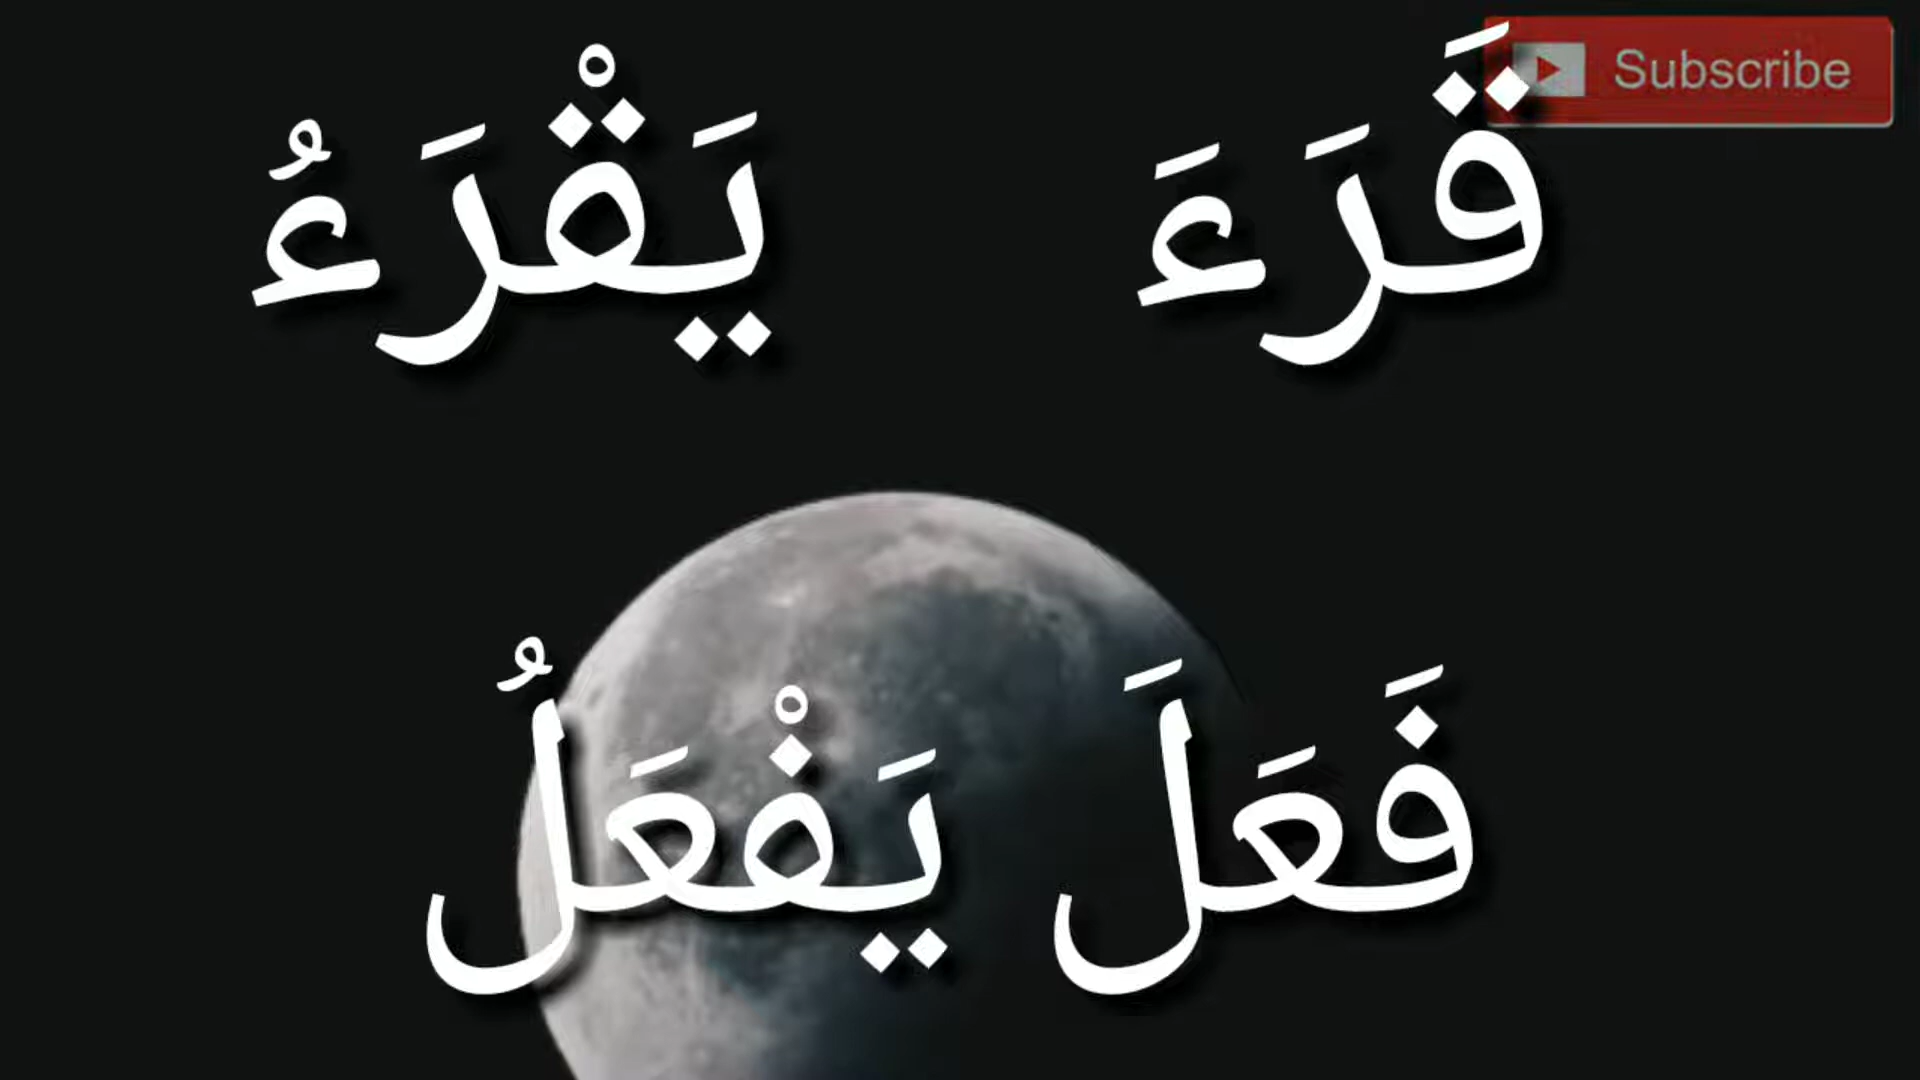 Subscribe
قَرَءَ يَقْرَءُ
فَعَلَ يَفْعَلُ